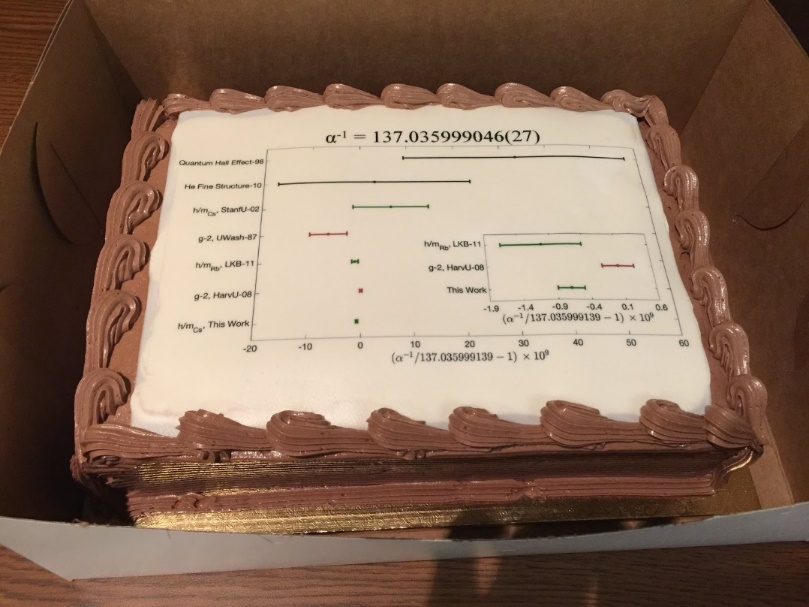 α⁻¹ = 137.035999046(27)
Quantum Hall Effect-98
He Fine Structure-10
h/m_Cs, StanfU-02
g-2, UWash-87
h/m_Rb, LKB-11
g-2, HarvU-08
h/m_Cs, This Work
-20 -10 0 10 20 30 40 50 60
(α⁻¹/137.035999139 − 1) × 10⁹
h/m_Rb, LKB-11
g-2, HarvU-08
This Work
-1.9 -1.4 -0.9 -0.4 0.1 0.6
(α⁻¹/137.035999139 − 1) × 10⁹